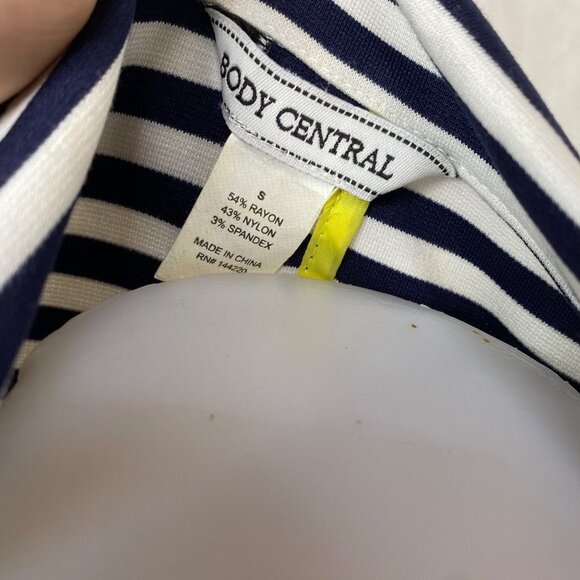 BODY CENTRAL
S
54% RAYON
43% NYLON
3% SPANDEX
MADE IN CHINA
RN# 144220